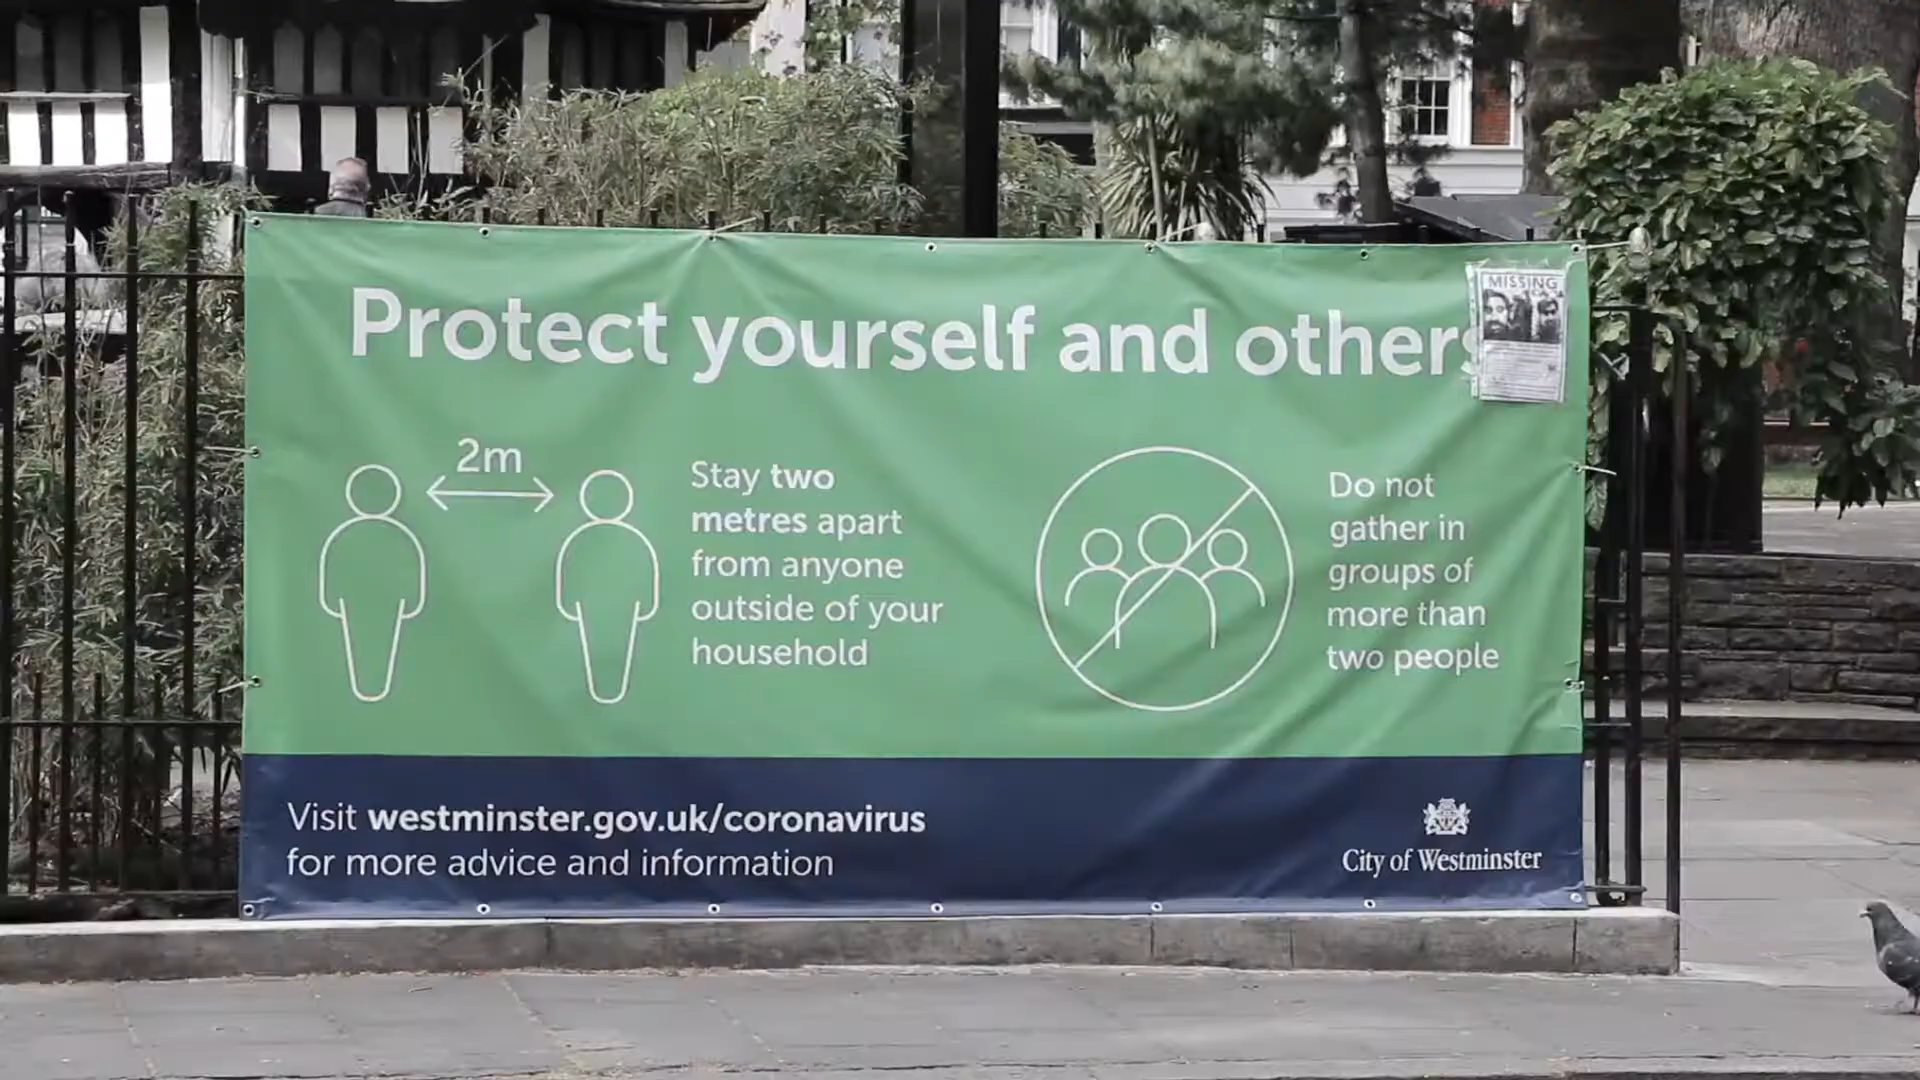 Protect yourself and others
MISSING
2m
Stay two
metres apart
from anyone
outside of your
household
Do not
gather in
groups of
more than
two people
Visit westminster.gov.uk/coronavirus
for more advice and information
City of Westminster